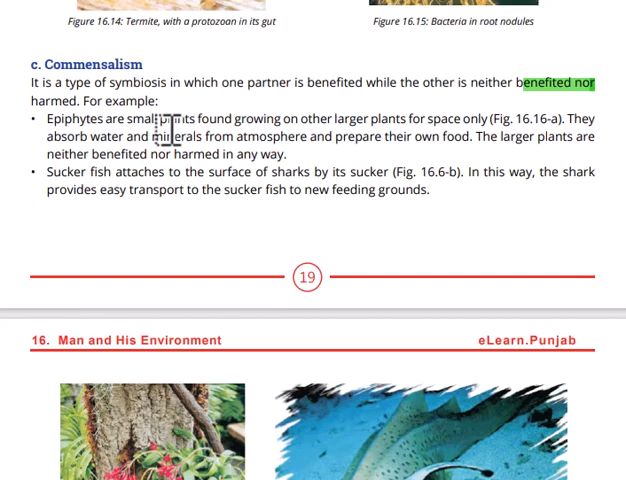 Figure 16.14: Termite, with a protozoan in its gut
Figure 16.15: Bacteria in root nodules
c. Commensalism
It is a type of symbiosis in which one partner is benefited while the other is neither benefited nor
harmed. For example:
• Epiphytes are small found growing on other larger plants for space only (Fig. 16.16-a). They
absorb water and minerals from atmosphere and prepare their own food. The larger plants are
neither benefited nor harmed in any way.
• Sucker fish attaches to the surface of sharks by its sucker (Fig. 16.6-b). In this way, the shark
provides easy transport to the sucker fish to new feeding grounds.
19
16. Man and His Environment
eLearn.Punjab